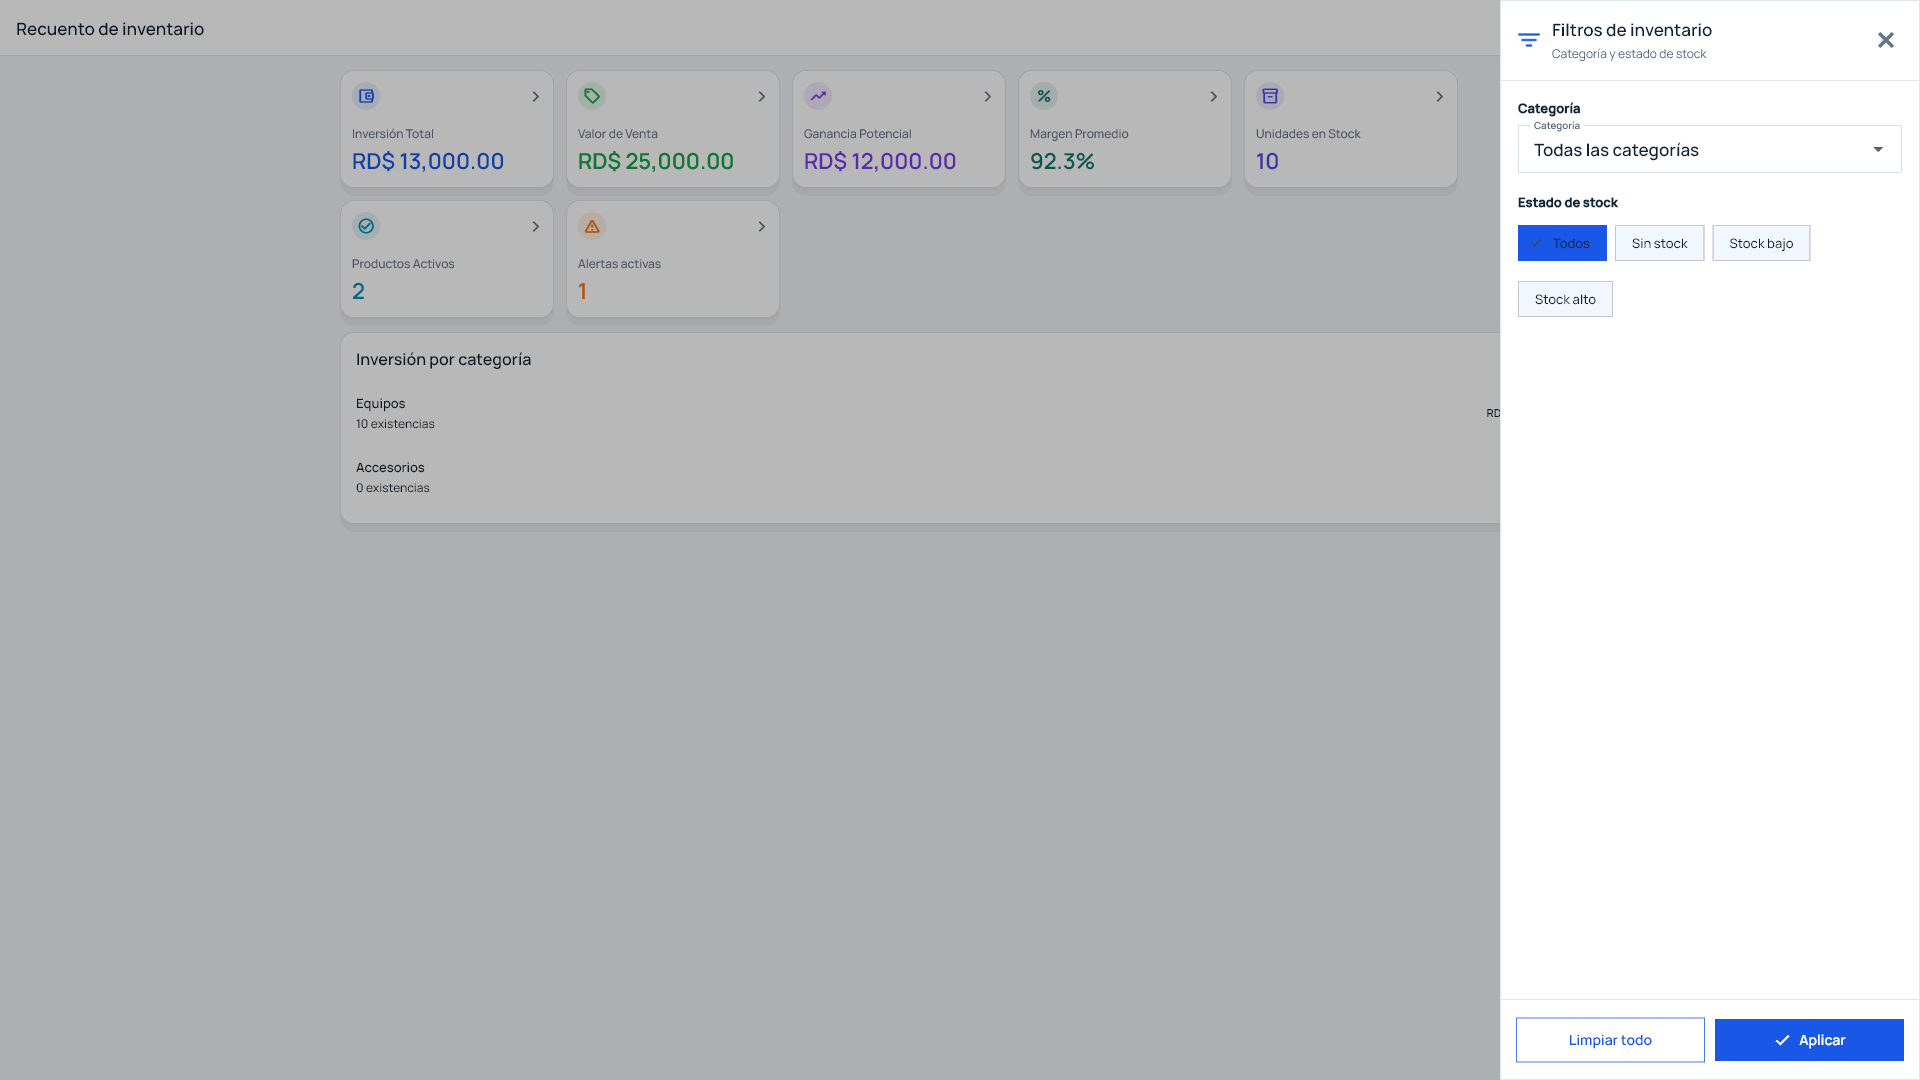 Recuento de inventario
Inversión Total
RD$ 13,000.00
Valor de Venta
RD$ 25,000.00
Ganancia Potencial
RD$ 12,000.00
Margen Promedio
92.3%
Unidades en Stock
10
Productos Activos
2
Alertas activas
1
Inversión por categoría
Equipos
10 existencias
RD
Accesorios
0 existencias
Filtros de inventario
Categoría y estado de stock
Categoría
Categoría
Todas las categorías
Estado de stock
Todos
Sin stock
Stock bajo
Stock alto
Limpiar todo
Aplicar